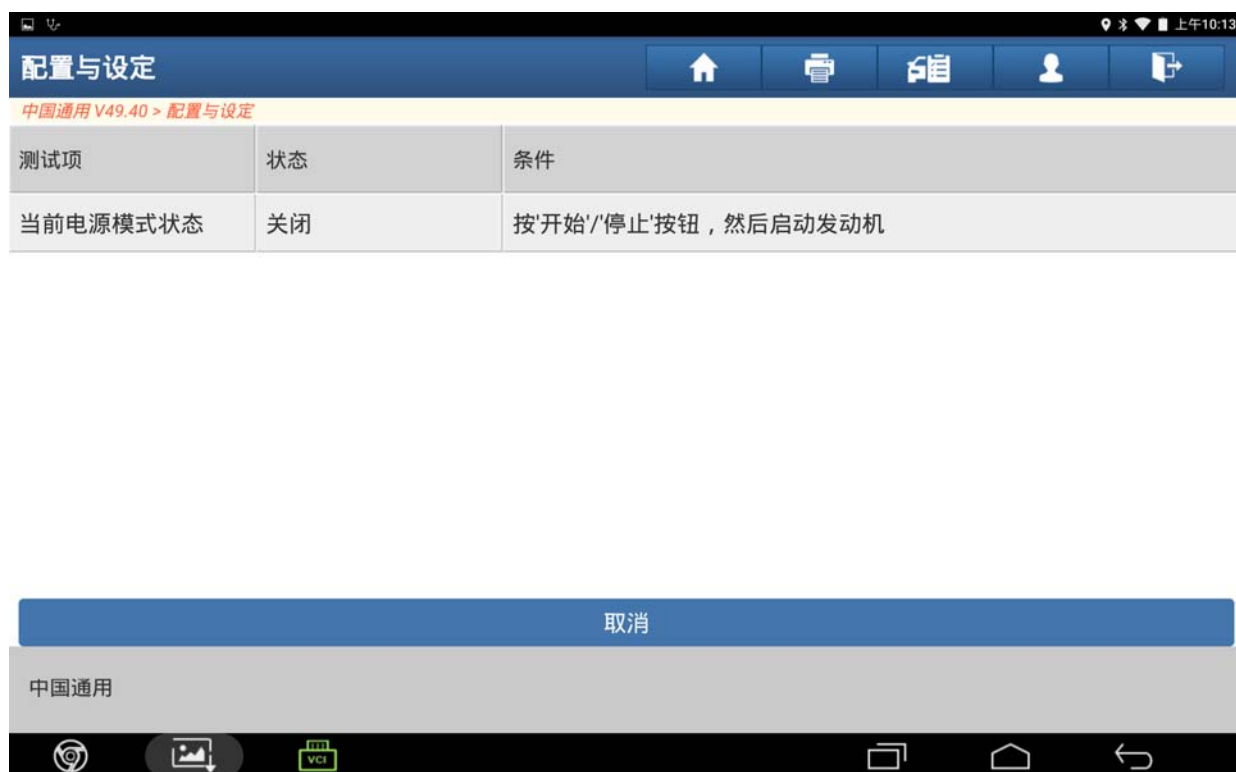 上午10:13
配置与设定
中国通用 V49.40 > 配置与设定
测试项 状态 条件
当前电源模式状态 关闭 按'开始'/'停止'按钮，然后启动发动机
取消
中国通用
VCI